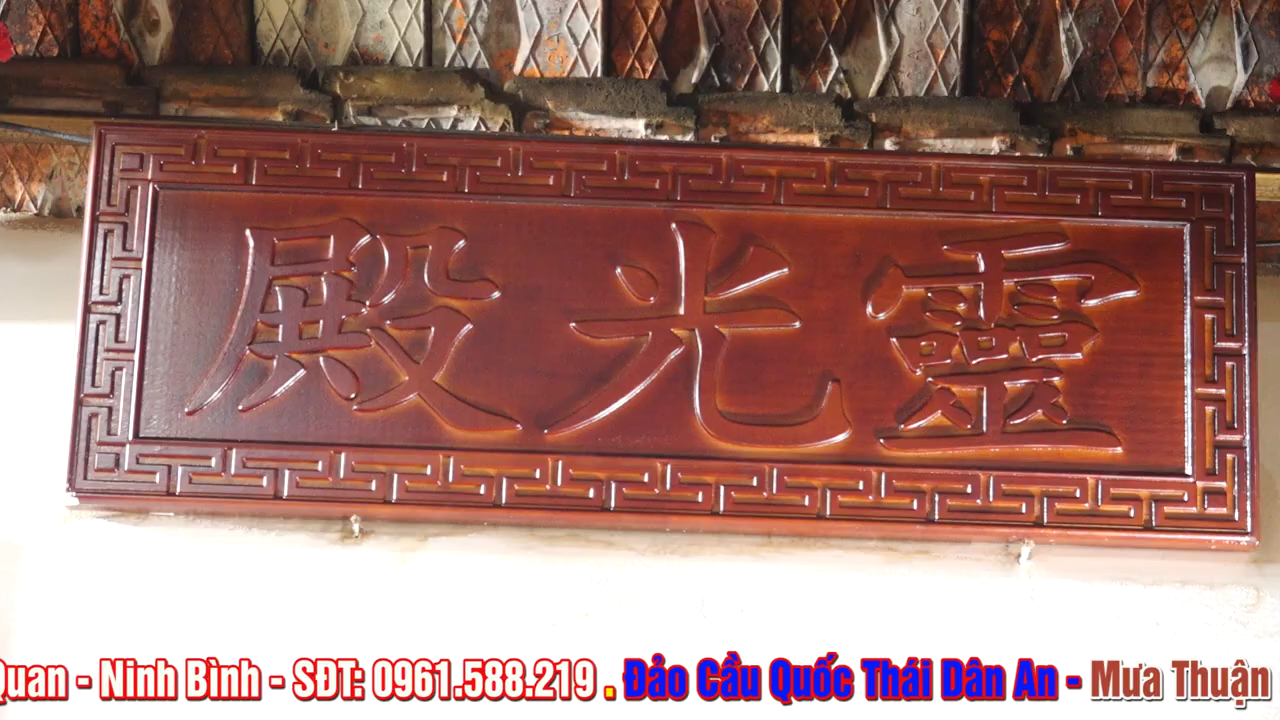 靈光殿
Quan - Ninh Bình - SĐT: 0961.588.219 . Đảo Cầu Quốc Thái Dân An - Mưa Thuận